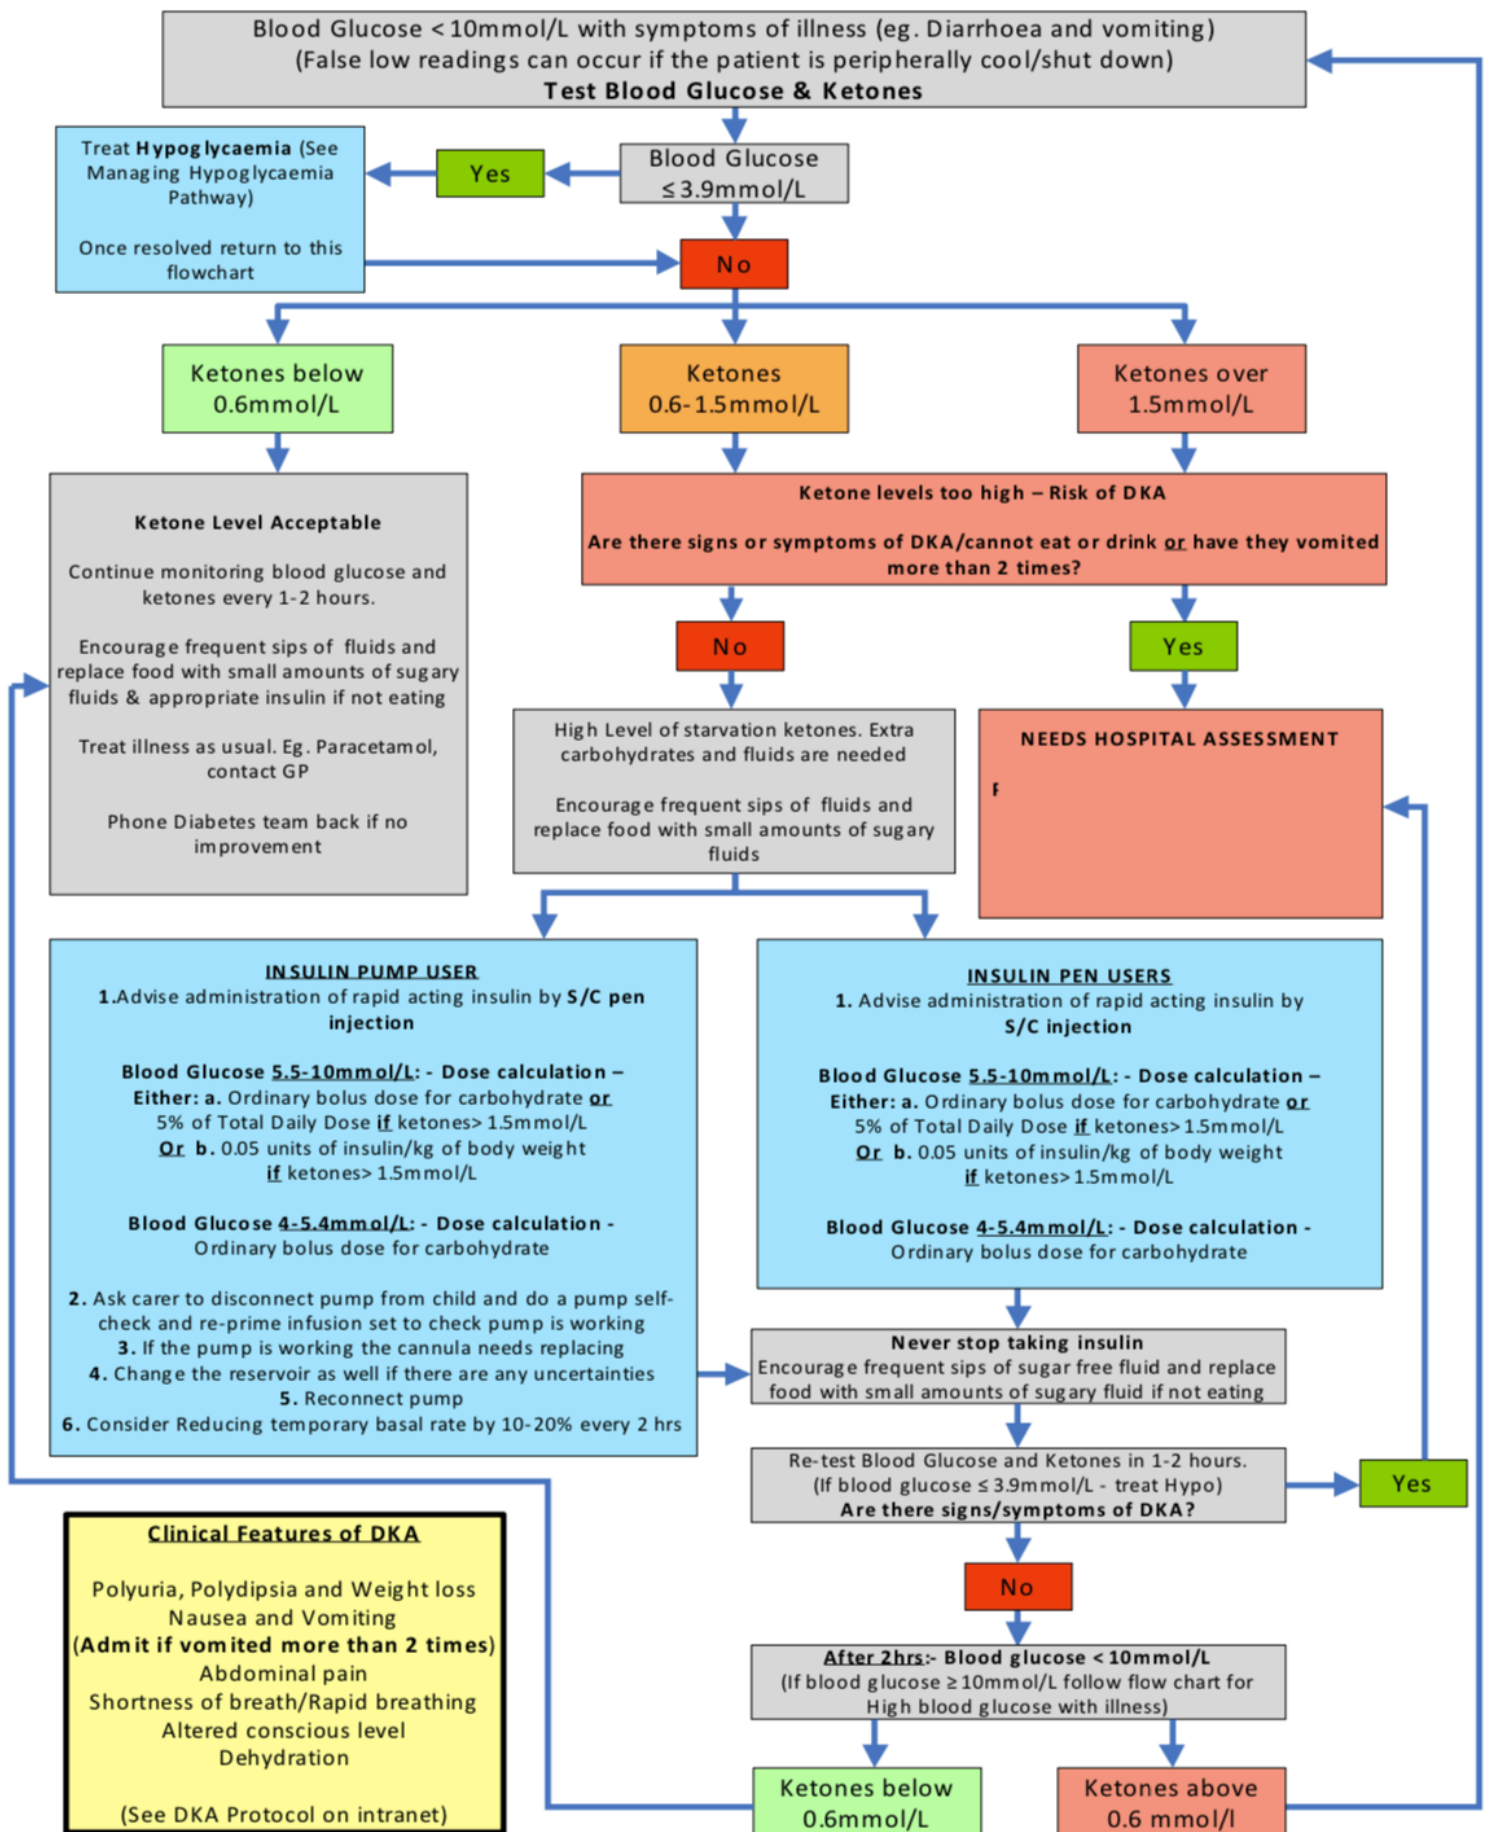 Blood Glucose < 10mmol/L with symptoms of illness (eg. Diarrhoea and vomiting)
(False low readings can occur if the patient is peripherally cool/shut down)
Test Blood Glucose & Ketones
Treat Hypoglycaemia (See
Managing Hypoglycaemia
Pathway)
Once resolved return to this
flowchart
Yes
Blood Glucose
≤ 3.9mmol/L
No
Ketones below
0.6mmol/L
Ketones
0.6-1.5mmol/L
Ketones over
1.5mmol/L
Ketone Level Acceptable
Continue monitoring blood glucose and
ketones every 1-2 hours.
Encourage frequent sips of fluids and
replace food with small amounts of sugary
fluids & appropriate insulin if not eating
Treat illness as usual. Eg. Paracetamol,
contact GP
Phone Diabetes team back if no
improvement
Ketone levels too high – Risk of DKA
Are there signs or symptoms of DKA/cannot eat or drink or have they vomited
more than 2 times?
No
Yes
High Level of starvation ketones. Extra
carbohydrates and fluids are needed
Encourage frequent sips of fluids and
replace food with small amounts of sugary
fluids
NEEDS HOSPITAL ASSESSMENT
INSULIN PUMP USER
1.Advise administration of rapid acting insulin by S/C pen
injection
Blood Glucose 5.5-10mmol/L: - Dose calculation –
Either: a. Ordinary bolus dose for carbohydrate or
5% of Total Daily Dose if ketones> 1.5mmol/L
Or b. 0.05 units of insulin/kg of body weight
if ketones> 1.5mmol/L
Blood Glucose 4-5.4mmol/L: - Dose calculation -
Ordinary bolus dose for carbohydrate
2. Ask carer to disconnect pump from child and do a pump self-
check and re-prime infusion set to check pump is working
3. If the pump is working the cannula needs replacing
4. Change the reservoir as well if there are any uncertainties
5. Reconnect pump
6. Consider Reducing temporary basal rate by 10-20% every 2 hrs
INSULIN PEN USERS
1. Advise administration of rapid acting insulin by
S/C injection
Blood Glucose 5.5-10mmol/L: - Dose calculation –
Either: a. Ordinary bolus dose for carbohydrate or
5% of Total Daily Dose if ketones> 1.5mmol/L
Or b. 0.05 units of insulin/kg of body weight
if ketones> 1.5mmol/L
Blood Glucose 4-5.4mmol/L: - Dose calculation -
Ordinary bolus dose for carbohydrate
Never stop taking insulin
Encourage frequent sips of sugar free fluid and replace
food with small amounts of sugary fluid if not eating
Re-test Blood Glucose and Ketones in 1-2 hours.
(If blood glucose ≤ 3.9mmol/L - treat Hypo)
Are there signs/symptoms of DKA?
Yes
No
After 2hrs:- Blood glucose < 10mmol/L
(If blood glucose ≥ 10mmol/L follow flow chart for
High blood glucose with illness)
Ketones below
0.6mmol/L
Ketones above
0.6 mmol/l
Clinical Features of DKA
Polyuria, Polydipsia and Weight loss
Nausea and Vomiting
(Admit if vomited more than 2 times)
Abdominal pain
Shortness of breath/Rapid breathing
Altered conscious level
Dehydration
(See DKA Protocol on intranet)